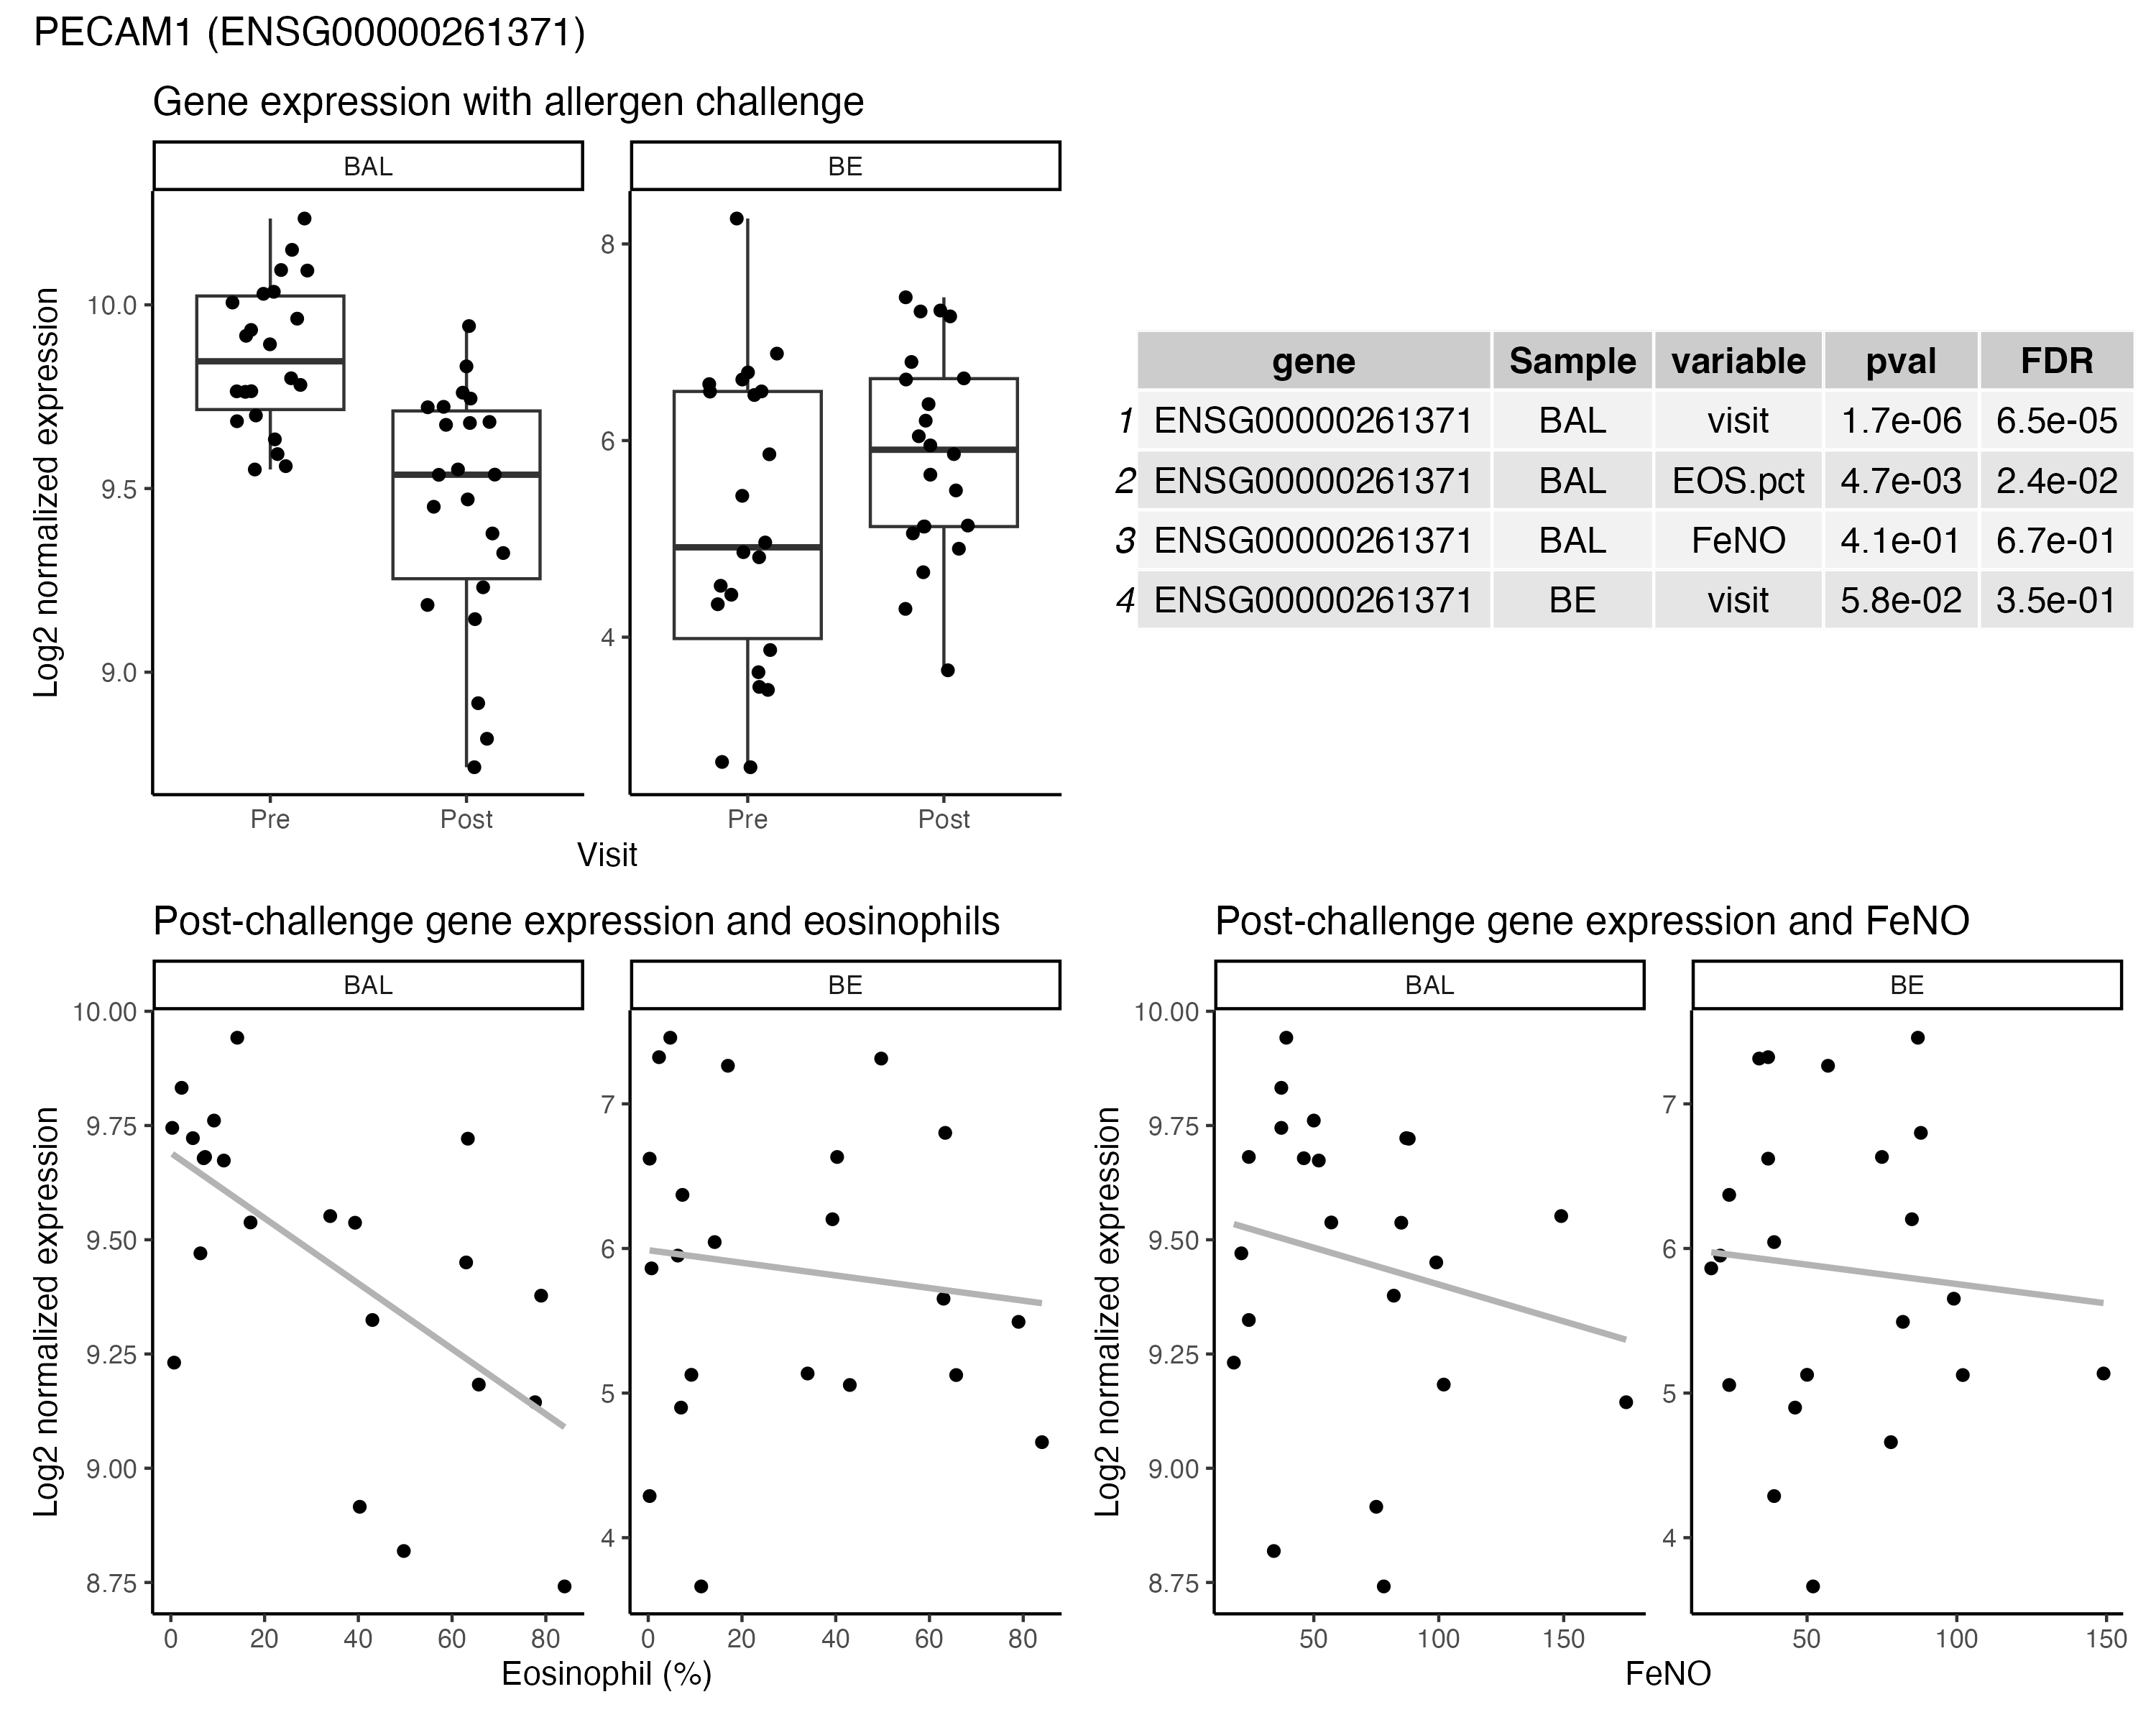 PECAM1 (ENSG00000261371)
Gene expression with allergen challenge
BAL BE
Log2 normalized expression
10.0
9.5
9.0
8
6
4
Pre Post Pre Post
Visit
gene Sample variable pval FDR
1 ENSG00000261371 BAL visit 1.7e-06 6.5e-05
2 ENSG00000261371 BAL EOS.pct 4.7e-03 2.4e-02
3 ENSG00000261371 BAL FeNO 4.1e-01 6.7e-01
4 ENSG00000261371 BE visit 5.8e-02 3.5e-01
Post-challenge gene expression and eosinophils
BAL BE
Log2 normalized expression
10.00
9.75
9.50
9.25
9.00
8.75
7
6
5
4
0 20 40 60 80 0 20 40 60 80
Eosinophil (%)
Post-challenge gene expression and FeNO
BAL BE
Log2 normalized expression
10.00
9.75
9.50
9.25
9.00
8.75
7
6
5
4
50 100 150 50 100 150
FeNO